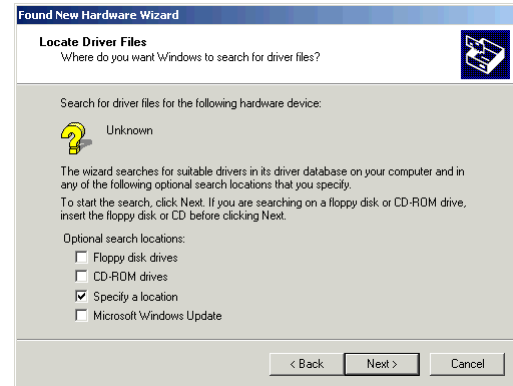 Found New Hardware Wizard
Locate Driver Files
Where do you want Windows to search for driver files?
Search for driver files for the following hardware device:
Unknown
The wizard searches for suitable drivers in its driver database on your computer and in
any of the following optional search locations that you specify.
To start the search, click Next. If you are searching on a floppy disk or CD-ROM drive,
insert the floppy disk or CD before clicking Next.
Optional search locations:
Floppy disk drives
CD-ROM drives
Specify a location
Microsoft Windows Update
< Back Next > Cancel